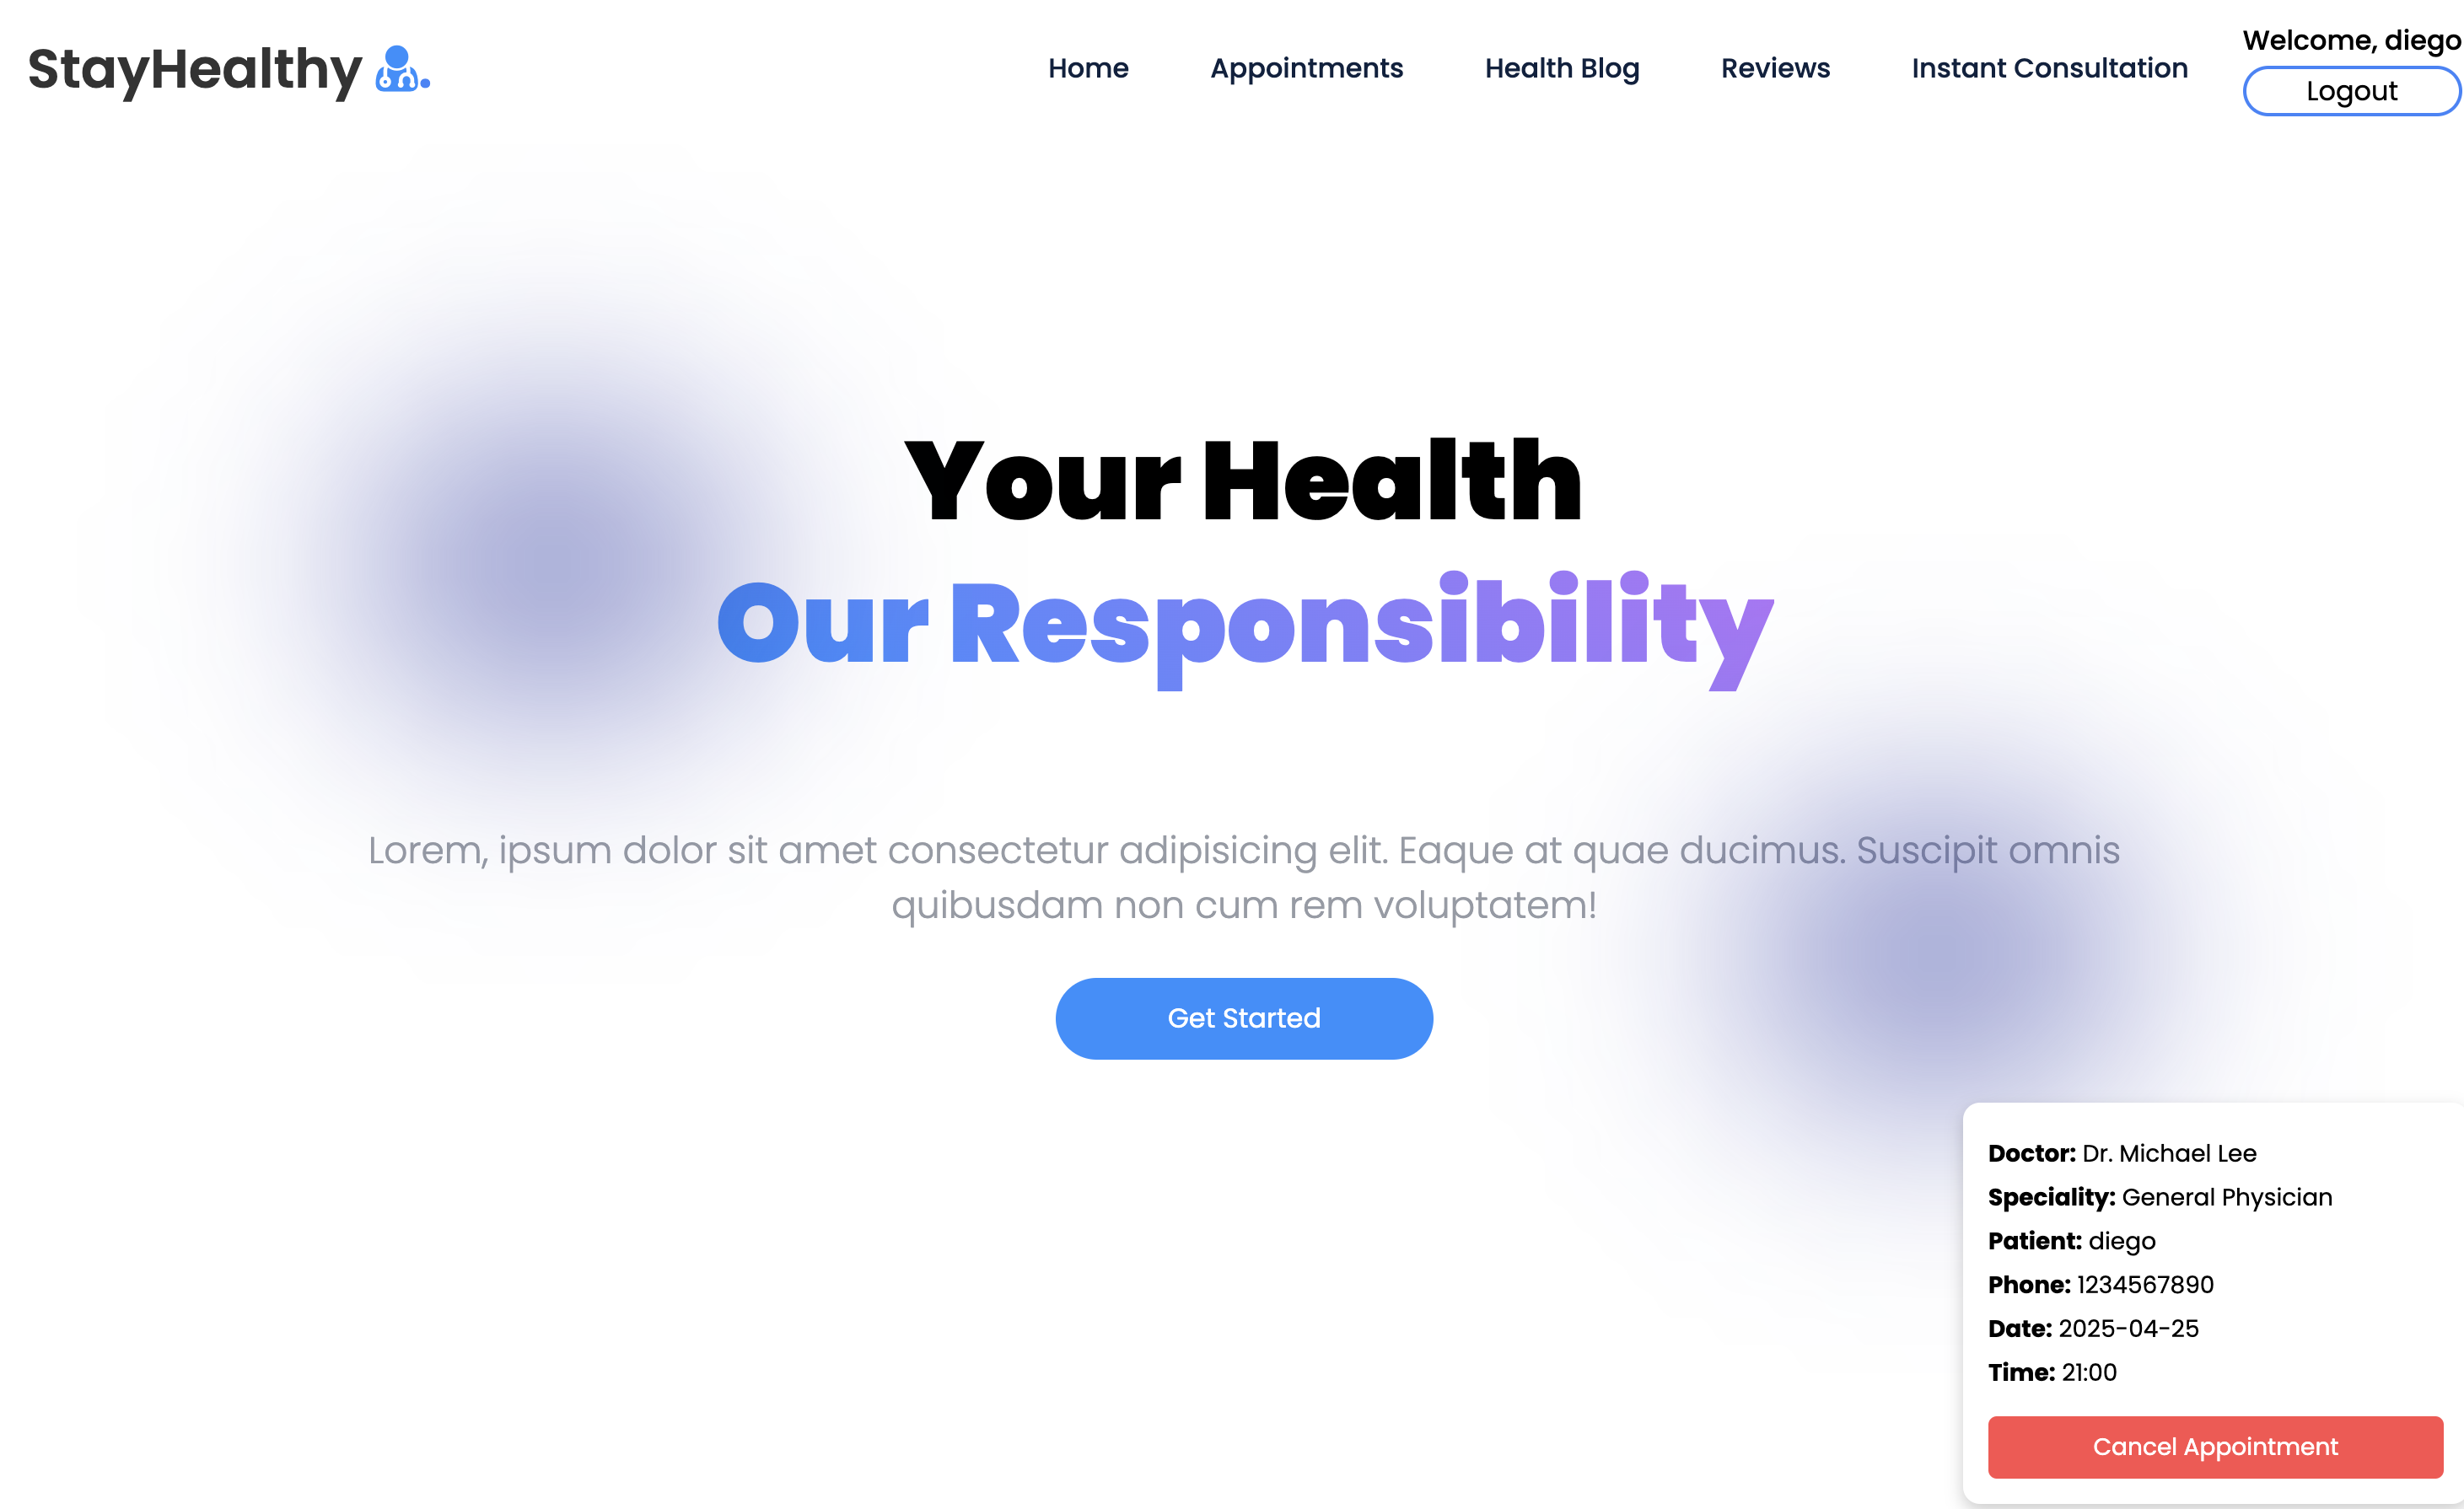 StayHealthy
Home Appointments Health Blog Reviews Instant Consultation
Welcome, diego
Logout
Your Health
Our Responsibility
Lorem, ipsum dolor sit amet consectetur adipisicing elit. Eaque at quae ducimus. Suscipit omnis
quibusdam non cum rem voluptatem!
Get Started
Doctor: Dr. Michael Lee
Speciality: General Physician
Patient: diego
Phone: 1234567890
Date: 2025-04-25
Time: 21:00
Cancel Appointment